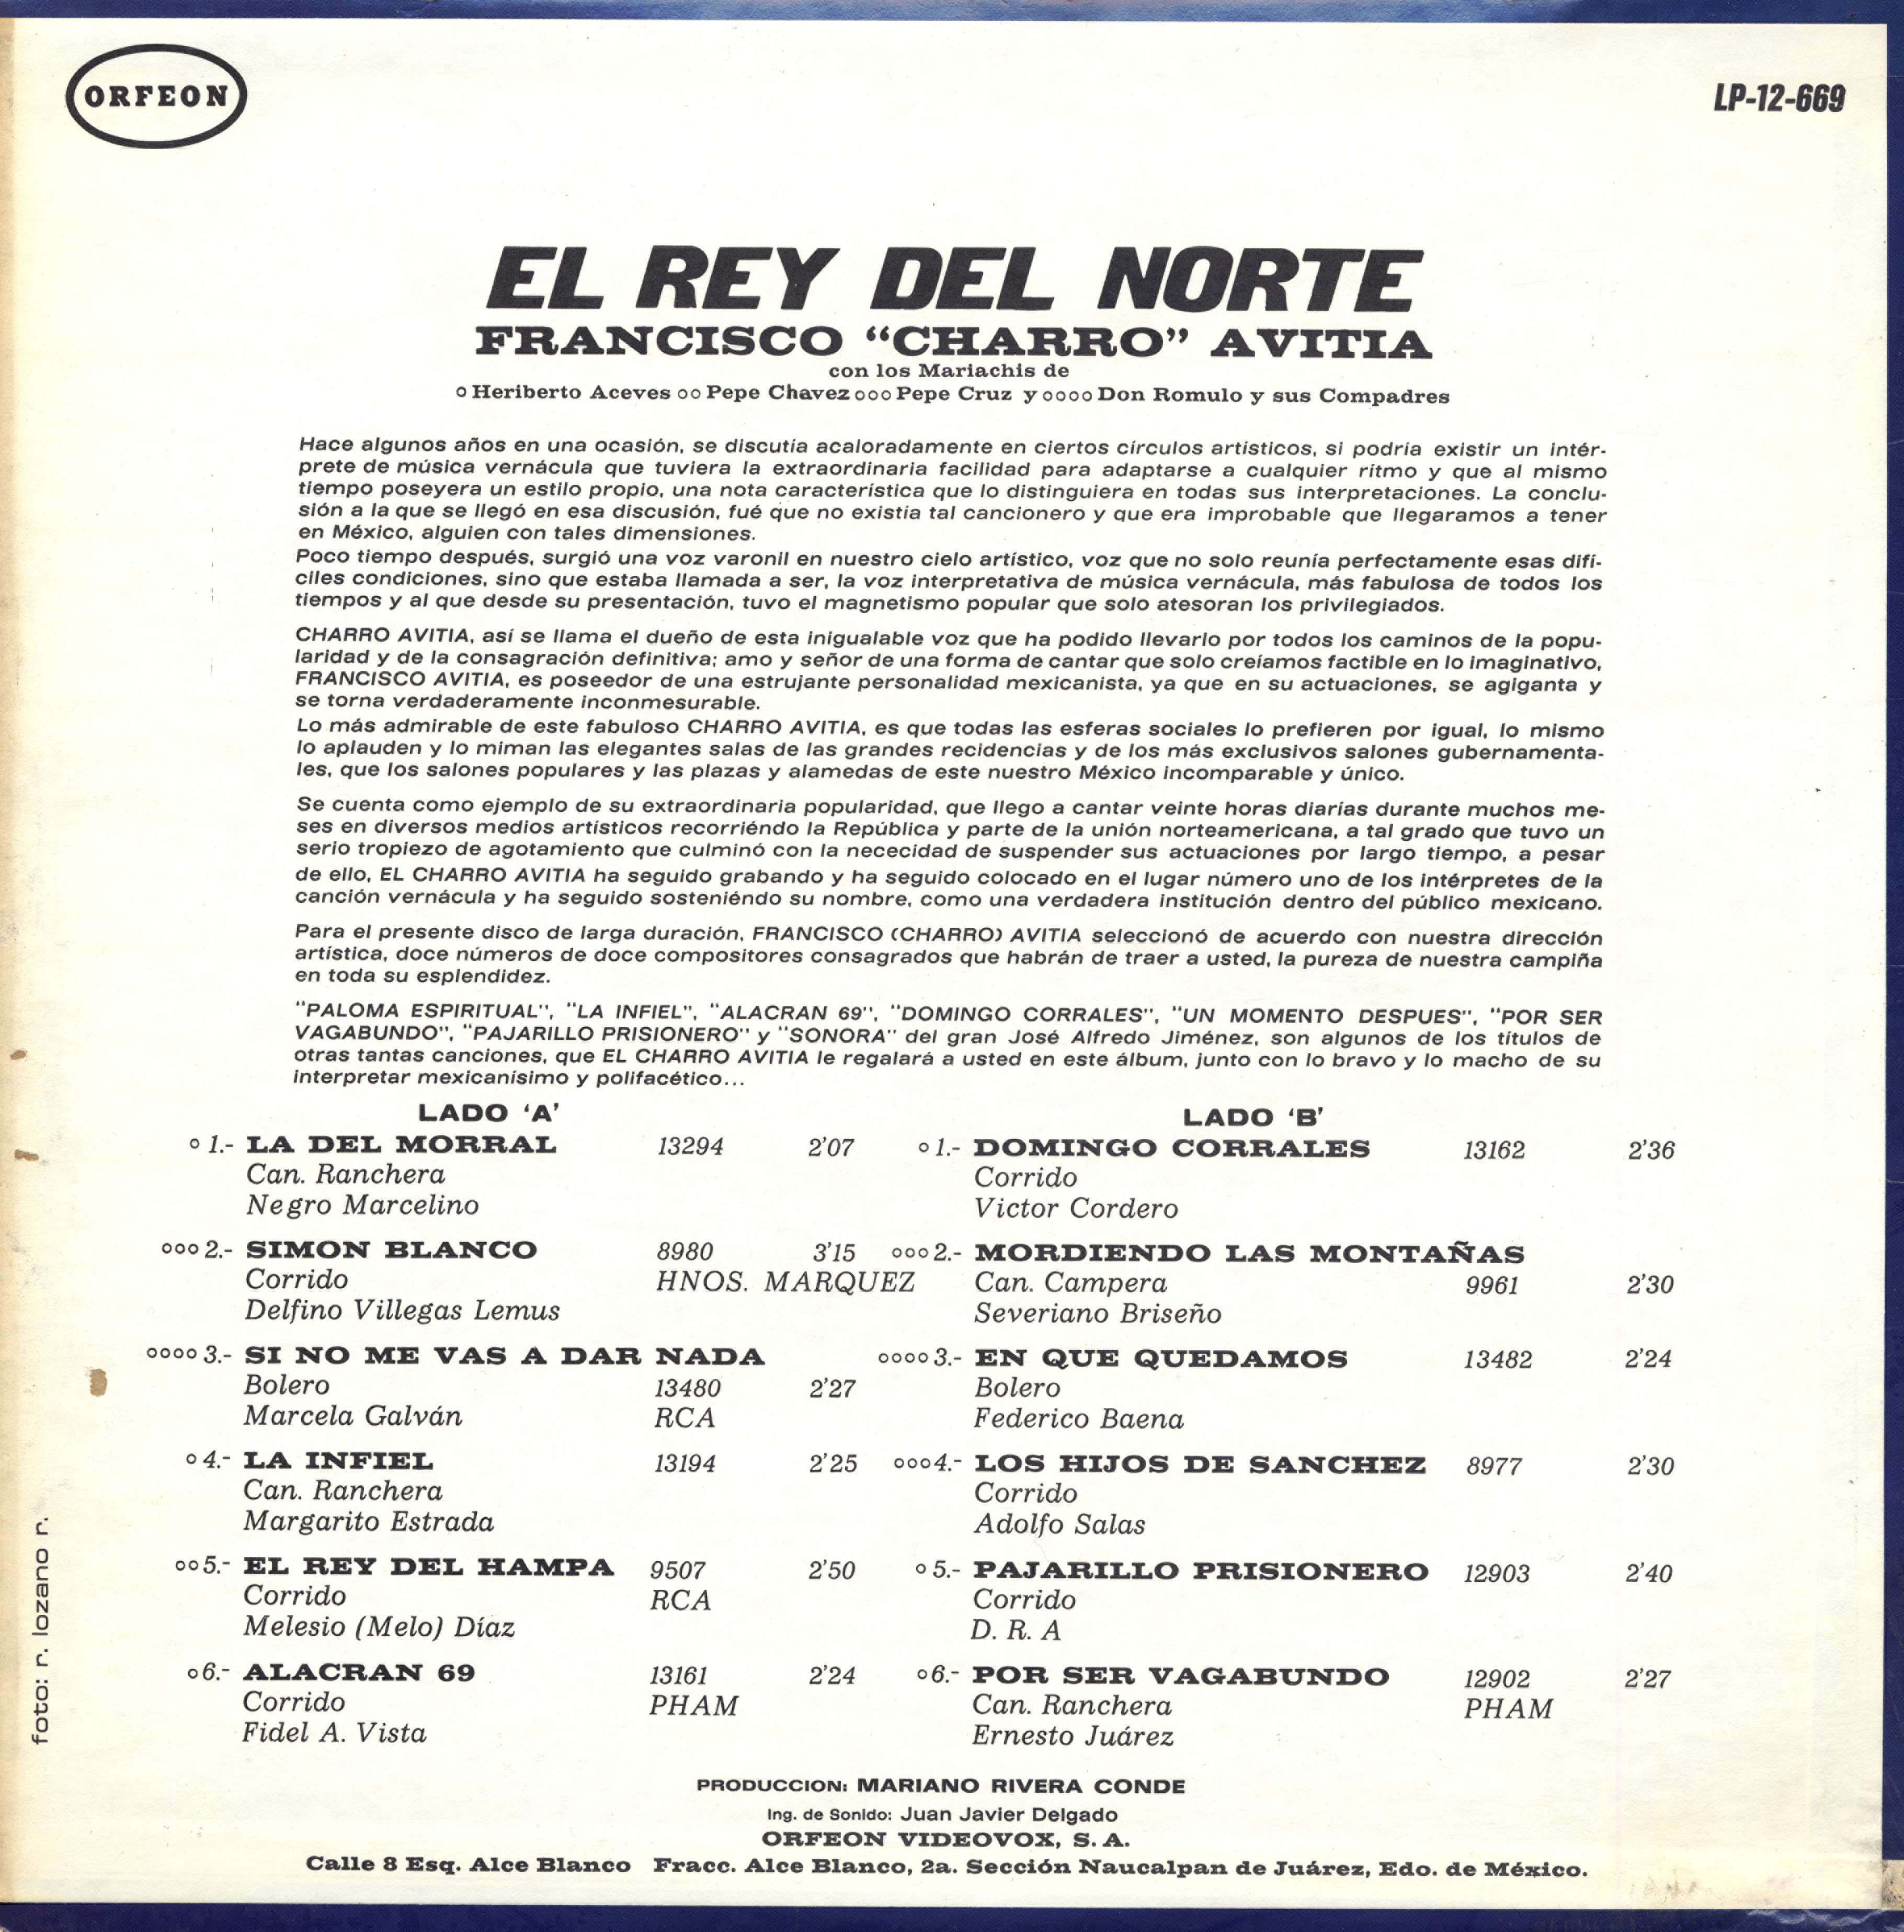 ORFEON
LP-12-669
EL REY DEL NORTE
FRANCISCO "CHARRO" AVITIA
con los Mariachis de
o Heriberto Aceves oo Pepe Chavez ooo Pepe Cruz y oooo Don Romulo y sus Compadres
Hace algunos años en una ocasión, se discutía acaloradamente en ciertos círculos artísticos, si podría existir un intér-
prete de música vernácula que tuviera la extraordinaria facilidad para adaptarse a cualquier ritmo y que al mismo
tiempo poseyera un estilo propio, una nota característica que lo distinguiera en todas sus interpretaciones. La conclu-
sión a la que se llegó en esa discusión, fué que no existía tal cancionero y que era improbable que llegaramos a tener
en México, alguien con tales dimensiones.
Poco tiempo después, surgió una voz varonil en nuestro cielo artístico, voz que no solo reunía perfectamente esas difí-
ciles condiciones, sino que estaba llamada a ser, la voz interpretativa de música vernácula, más fabulosa de todos los
tiempos y al que desde su presentación, tuvo el magnetismo popular que solo atesoran los privilegiados.
CHARRO AVITIA, así se llama el dueño de esta inigualable voz que ha podido llevarlo por todos los caminos de la popu-
laridad y de la consagración definitiva; amo y señor de una forma de cantar que solo creíamos factible en lo imaginativo,
FRANCISCO AVITIA, es poseedor de una estrujante personalidad mexicanista, ya que en su actuaciones, se agiganta y
se torna verdaderamente inconmesurable.
Lo más admirable de este fabuloso CHARRO AVITIA, es que todas las esferas sociales lo prefieren por igual, lo mismo
lo aplauden y lo miman las elegantes salas de las grandes recidencias y de los más exclusivos salones gubernamenta-
les, que los salones populares y las plazas y alamedas de este nuestro México incomparable y único.
Se cuenta como ejemplo de su extraordinaria popularidad, que llego a cantar veinte horas diarías durante muchos me-
ses en diversos medios artísticos recorriéndo la República y parte de la unión norteamericana, a tal grado que tuvo un
serio tropiezo de agotamiento que culminó con la nececidad de suspender sus actuaciones por largo tiempo, a pesar
de ello, EL CHARRO AVITIA ha seguido grabando y ha seguido colocado en el lugar número uno de los intérpretes de la
canción vernácula y ha seguido sosteniéndo su nombre, como una verdadera institución dentro del público mexicano.
Para el presente disco de larga duración, FRANCISCO (CHARRO) AVITIA seleccionó de acuerdo con nuestra dirección
artística, doce números de doce compositores consagrados que habrán de traer a usted, la pureza de nuestra campiña
en toda su esplendidez.
"PALOMA ESPIRITUAL", "LA INFIEL", "ALACRAN 69", "DOMINGO CORRALES", "UN MOMENTO DESPUES", "POR SER
VAGABUNDO", "PAJARILLO PRISIONERO" y "SONORA" del gran José Alfredo Jiménez, son algunos de los títulos de
otras tantas canciones, que EL CHARRO AVITIA le regalará a usted en este álbum, junto con lo bravo y lo macho de su
interpretar mexicanísimo y polifacético...
LADO 'A'
o 1.- LA DEL MORRAL 13294 2'07
Can. Ranchera
Negro Marcelino
ooo 2.- SIMON BLANCO 8980 3'15
Corrido HNOS. MARQUEZ
Delfino Villegas Lemus
oooo 3.- SI NO ME VAS A DAR NADA
Bolero 13480 2'27
Marcela Galván RCA
o 4.- LA INFIEL 13194 2'25
Can. Ranchera
Margarito Estrada
oo 5.- EL REY DEL HAMPA 9507 2'50
Corrido RCA
Melesio (Melo) Díaz
o 6.- ALACRAN 69 13161 2'24
Corrido PHAM
Fidel A. Vista
LADO 'B'
o 1.- DOMINGO CORRALES 13162 2'36
Corrido
Victor Cordero
ooo 2.- MORDIENDO LAS MONTAÑAS
Can. Campera 9961 2'30
Severiano Briseño
oooo 3.- EN QUE QUEDAMOS 13482 2'24
Bolero
Federico Baena
ooo 4.- LOS HIJOS DE SANCHEZ 8977 2'30
Corrido
Adolfo Salas
o 5.- PAJARILLO PRISIONERO 12903 2'40
Corrido
D. R. A
o 6.- POR SER VAGABUNDO 12902 2'27
Can. Ranchera PHAM
Ernesto Juárez
foto: r. lozano r.
PRODUCCION: MARIANO RIVERA CONDE
Ing. de Sonido: Juan Javier Delgado
ORFEON VIDEOVOX, S. A.
Calle 8 Esq. Alce Blanco Fracc. Alce Blanco, 2a. Sección Naucalpan de Juárez, Edo. de México.